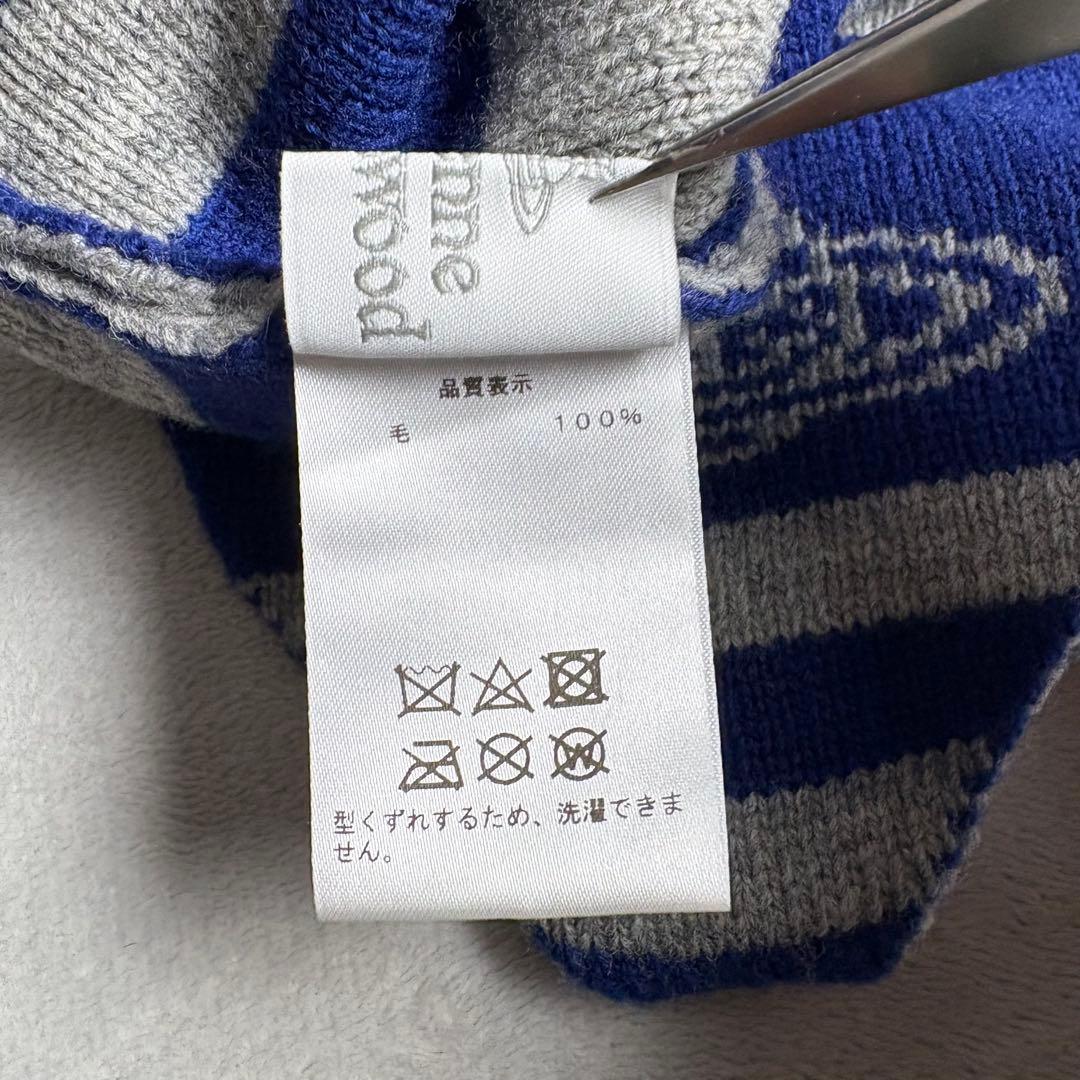 nne
wood
品質表示
毛 100%
W
型くずれするため、洗濯できま
せん。